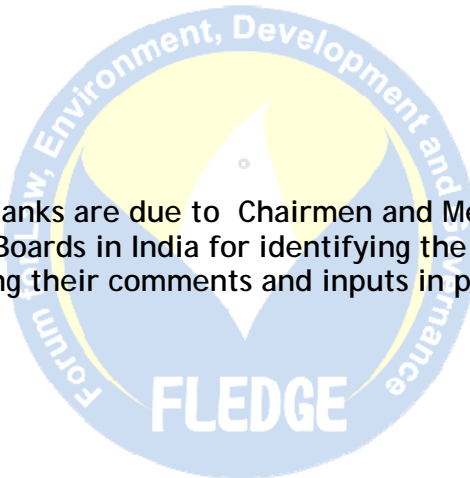 Forum for Law, Environment, Development and Governance
anks are due to Chairmen and Me
Boards in India for identifying the
ng their comments and inputs in p
FLEDGE